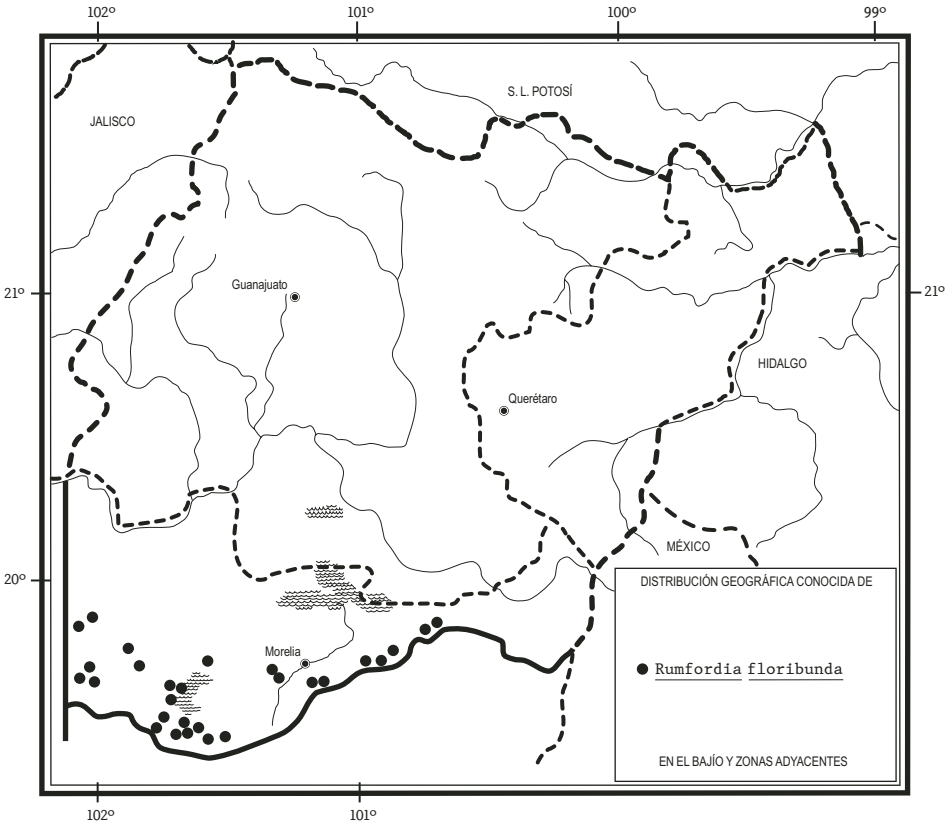 102º 101º 100º 99º
S. L. POTOSÍ
JALISCO
Guanajuato
21º 21º
HIDALGO
Querétaro
MÉXICO
20º
DISTRIBUCIÓN GEOGRÁFICA CONOCIDA DE
Morelia
Rumfordia floribunda
EN EL BAJÍO Y ZONAS ADYACENTES
102º 101º